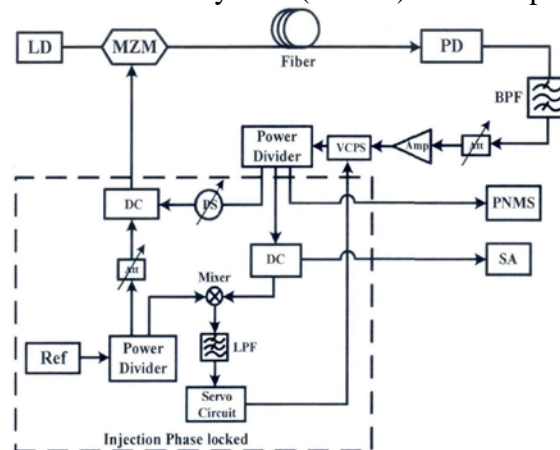 LD
MZM
Fiber
PD
BPF
Power
Divider
VCPS
Amp
Att
DC
PS
PNMS
DC
SA
Att
Mixer
LPF
Ref
Power
Divider
Servo
Circuit
Injection Phase locked